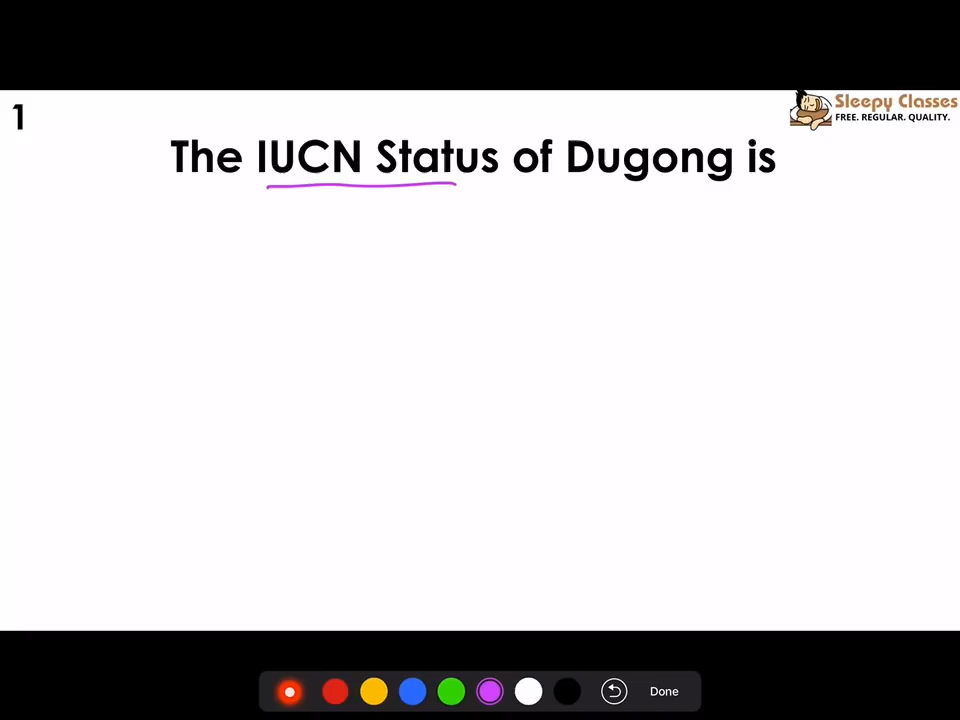 1
Sleepy Classes
FREE. REGULAR. QUALITY.
The IUCN Status of Dugong is
Done